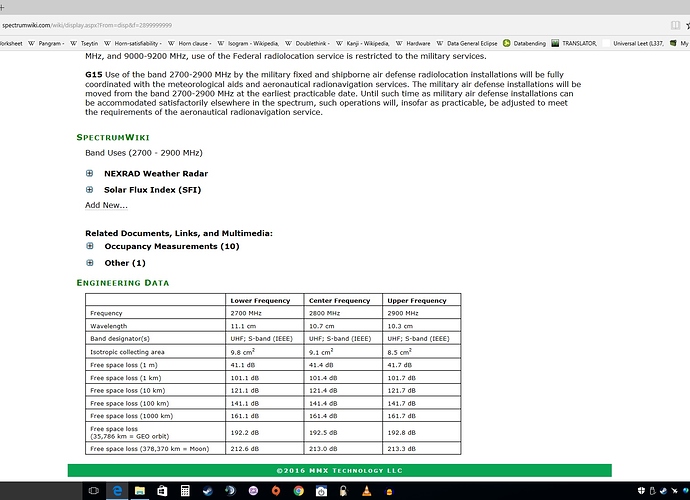 spectrumwiki.com/wiki/display.aspx?From=disp&f=2899999999
orksheet W Pangram - W Tseytin W Horn-satisfiability - W Horn clause - W Isogram - Wikipedia, W Doublethink - W Kanji - Wikipedia, W Hardware W Data General Eclipse Databending TRANSLATOR, Universal Leet (L337, W My
MHz, and 9000-9200 MHz, use of the Federal radiolocation service is restricted to the military services.
G15 Use of the band 2700-2900 MHz by the military fixed and shipborne air defense radiolocation installations will be fully
coordinated with the meteorological aids and aeronautical radionavigation services. The military air defense installations will be
moved from the band 2700-2900 MHz at the earliest practicable date. Until such time as military air defense installations can
be accommodated satisfactorily elsewhere in the spectrum, such operations will, insofar as practicable, be adjusted to meet
the requirements of the aeronautical radionavigation service.
SPECTRUMWIKI
Band Uses (2700 - 2900 MHz)
NEXRAD Weather Radar
Solar Flux Index (SFI)
Add New...
Related Documents, Links, and Multimedia:
Occupancy Measurements (10)
Other (1)
ENGINEERING DATA
Lower Frequency Center Frequency Upper Frequency
Frequency 2700 MHz 2800 MHz 2900 MHz
Wavelength 11.1 cm 10.7 cm 10.3 cm
Band designator(s) UHF; S-band (IEEE) UHF; S-band (IEEE) UHF; S-band (IEEE)
Isotropic collecting area 9.8 cm² 9.1 cm² 8.5 cm²
Free space loss (1 m) 41.1 dB 41.4 dB 41.7 dB
Free space loss (1 km) 101.1 dB 101.4 dB 101.7 dB
Free space loss (10 km) 121.1 dB 121.4 dB 121.7 dB
Free space loss (100 km) 141.1 dB 141.4 dB 141.7 dB
Free space loss (1000 km) 161.1 dB 161.4 dB 161.7 dB
Free space loss
(35,786 km = GEO orbit) 192.2 dB 192.5 dB 192.8 dB
Free space loss (378,370 km = Moon) 212.6 dB 213.0 dB 213.3 dB
©2016 MMX TECHNOLOGY LLC